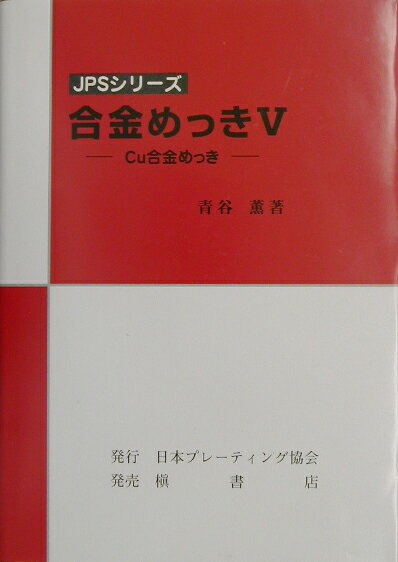 JPSシリーズ
合金めっきV
― Cu合金めっき ―
青谷 薫著
発行 日本プレーティング協会
発売 槇書店